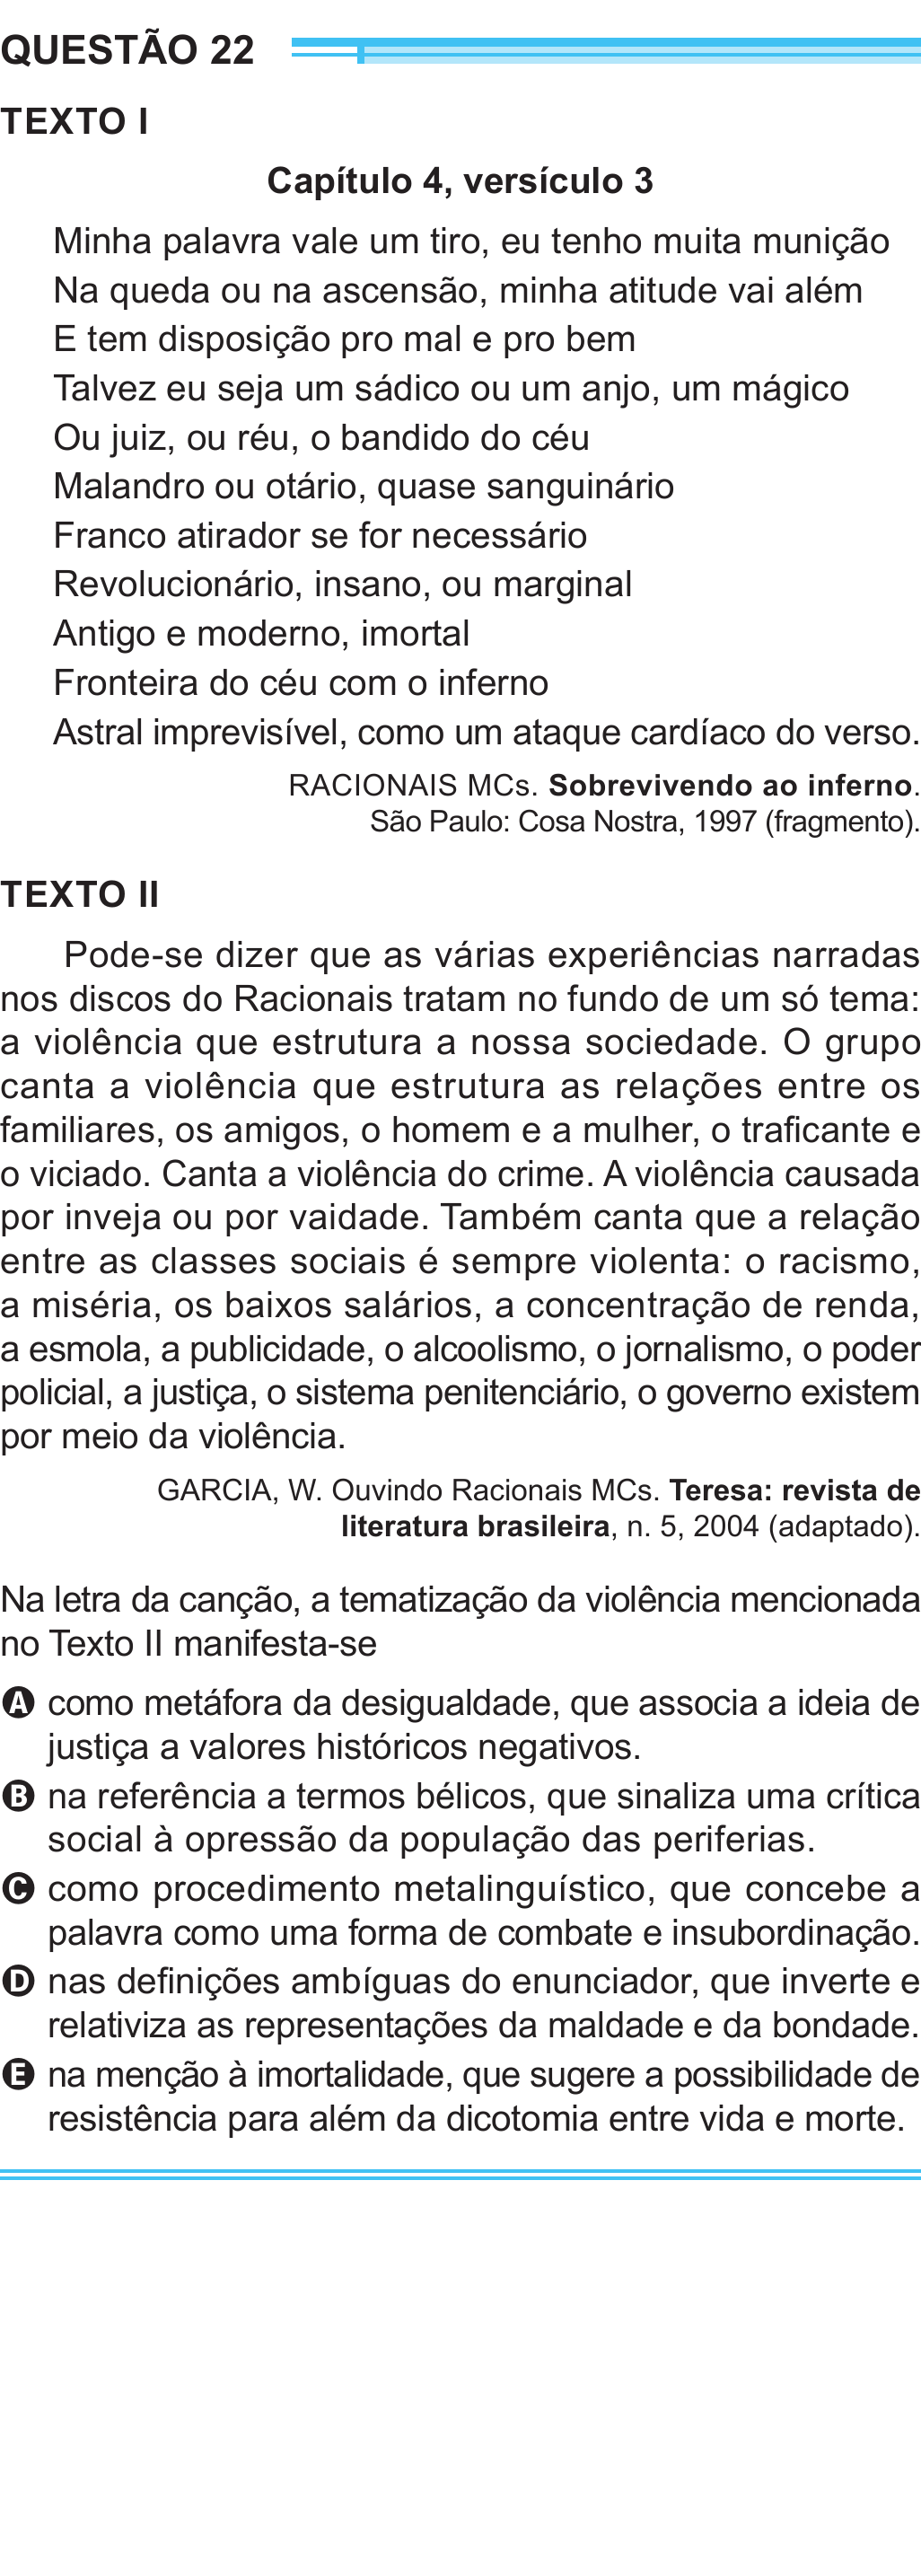 QUESTÃO 22
TEXTO I
Capítulo 4, versículo 3
Minha palavra vale um tiro, eu tenho muita munição
Na queda ou na ascensão, minha atitude vai além
E tem disposição pro mal e pro bem
Talvez eu seja um sádico ou um anjo, um mágico
Ou juiz, ou réu, o bandido do céu
Malandro ou otário, quase sanguinário
Franco atirador se for necessário
Revolucionário, insano, ou marginal
Antigo e moderno, imortal
Fronteira do céu com o inferno
Astral imprevisível, como um ataque cardíaco do verso.
RACIONAIS MCs. Sobrevivendo ao inferno.
São Paulo: Cosa Nostra, 1997 (fragmento).
TEXTO II
Pode-se dizer que as várias experiências narradas
nos discos do Racionais tratam no fundo de um só tema:
a violência que estrutura a nossa sociedade. O grupo
canta a violência que estrutura as relações entre os
familiares, os amigos, o homem e a mulher, o traficante e
o viciado. Canta a violência do crime. A violência causada
por inveja ou por vaidade. Também canta que a relação
entre as classes sociais é sempre violenta: o racismo,
a miséria, os baixos salários, a concentração de renda,
a esmola, a publicidade, o alcoolismo, o jornalismo, o poder
policial, a justiça, o sistema penitenciário, o governo existem
por meio da violência.
GARCIA, W. Ouvindo Racionais MCs. Teresa: revista de
literatura brasileira, n. 5, 2004 (adaptado).
Na letra da canção, a tematização da violência mencionada
no Texto II manifesta-se
A como metáfora da desigualdade, que associa a ideia de
justiça a valores históricos negativos.
B na referência a termos bélicos, que sinaliza uma crítica
social à opressão da população das periferias.
C como procedimento metalinguístico, que concebe a
palavra como uma forma de combate e insubordinação.
D nas definições ambíguas do enunciador, que inverte e
relativiza as representações da maldade e da bondade.
E na menção à imortalidade, que sugere a possibilidade de
resistência para além da dicotomia entre vida e morte.